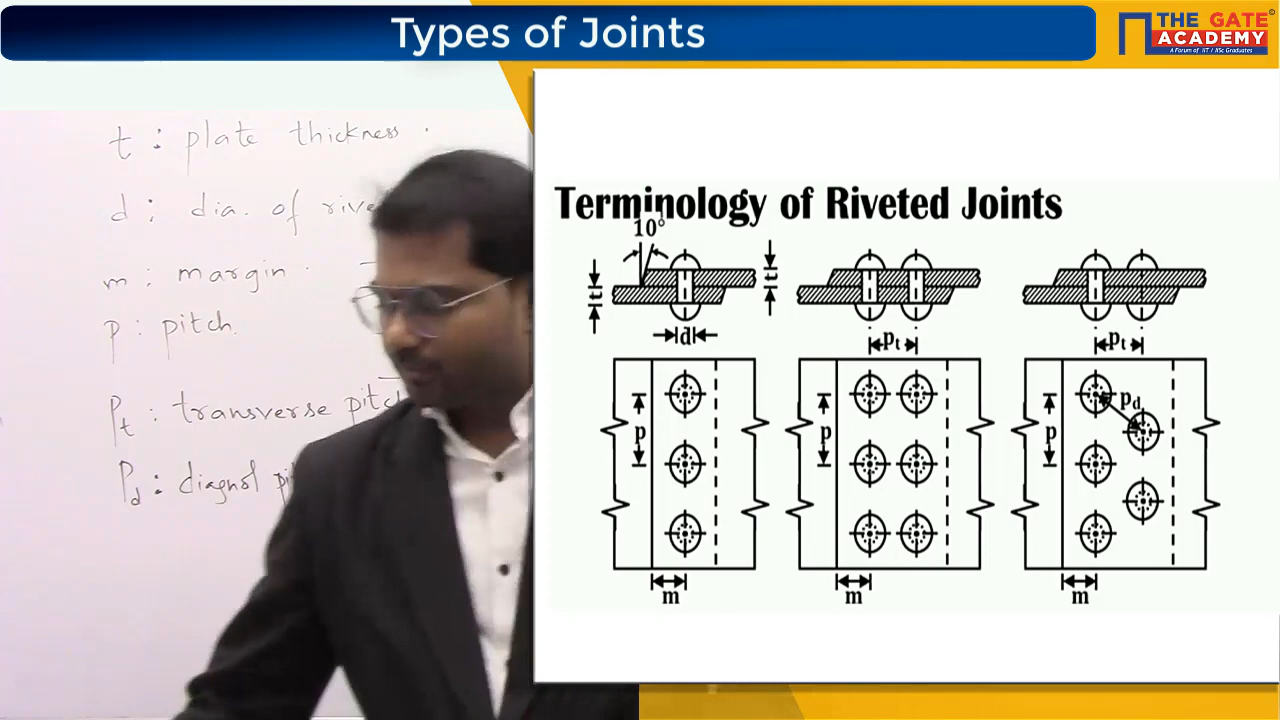 Types of Joints
THE GATE
ACADEMY
A Forum of IIT / IISc Graduates
t : plate thickness .
d : dia. of
m : margin .
p : pitch.
Pt : transverse pitch
Pd : diagnol
Terminology of Riveted Joints
10°
t
t
d
Pt
Pt
p
p
p
Pd
m
m
m